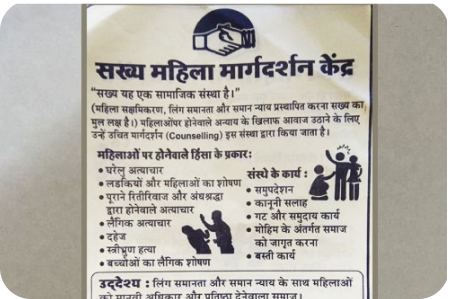 सख्य महिला मार्गदर्शन केंद्र
"सख्य यह एक सामाजिक संस्था है।"
(महिला सक्षमिकरण, लिंग समानता और समान न्याय प्रस्थापित करना सख्य का
मुल लक्ष है।) महिलाओंपर होनेवाले अन्याय के खिलाफ आवाज उठाने के लिए
उन्हें उचित मार्गदर्शन (Counselling) इस संस्था द्वारा किया जाता है।
महिलाओं पर होनेवाले हिंसा के प्रकार:
• घरेलु अत्याचार
• लडकियों और महिलाओं का शोषण
• पूराने रितीरिवाज और अंधश्रद्धा
द्वारा होनेवाले अत्याचार
• लैंगिक अत्याचार
• दहेज
• स्त्रीभ्रूण हत्या
• बच्चोंओं का लैंगिक शोषण
संस्थे के कार्य :
• समुपदेशन
• कानूनी सलाह
• गट और समुदाय कार्य
• मोहिम के अंतर्गत समाज
को जागृत करना
• बस्ती कार्य
उद्देश्य : लिंग समानता और समान न्याय के साथ महिलाओं
को मानवी अधिकार और प्रतिष्ठा देनेवाला समाज।